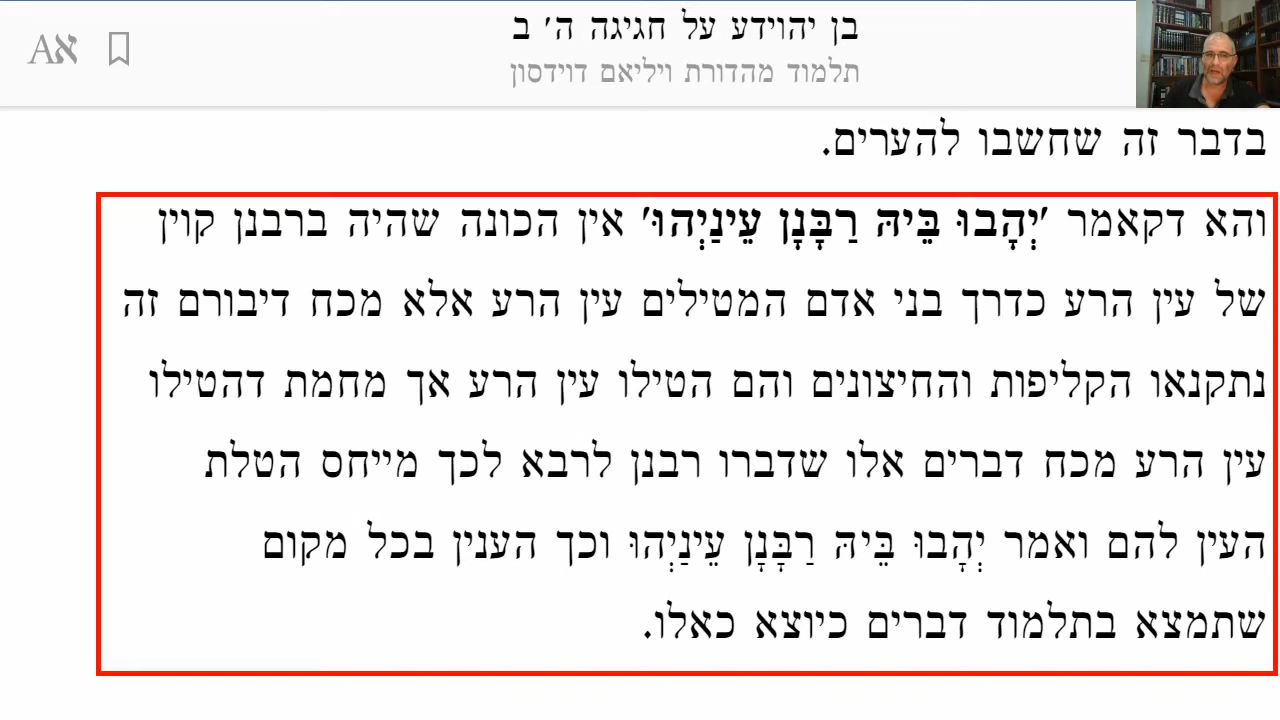 בן יהוידע על חגיגה ה׳ ב
תלמוד מהדורת ויליאם דוידסון
Aא
בדבר זה שחשבו להערים.
והא דקאמר 'יְהָבוּ בֵּיהּ רַבָּנָן עֵינַיְהוּ' אין הכונה שהיה ברבנן קוין
של עין הרע כדרך בני אדם המטילים עין הרע אלא מכח דיבורם זה
נתקנאו הקליפות והחיצונים והם הטילו עין הרע אך מחמת דהטילו
עין הרע מכח דברים אלו שדברו רבנן לרבא לכך מייחס הטלת
העין להם ואמר יְהָבוּ בֵּיהּ רַבָּנָן עֵינַיְהוּ וכך הענין בכל מקום
שתמצא בתלמוד דברים כיוצא כאלו.